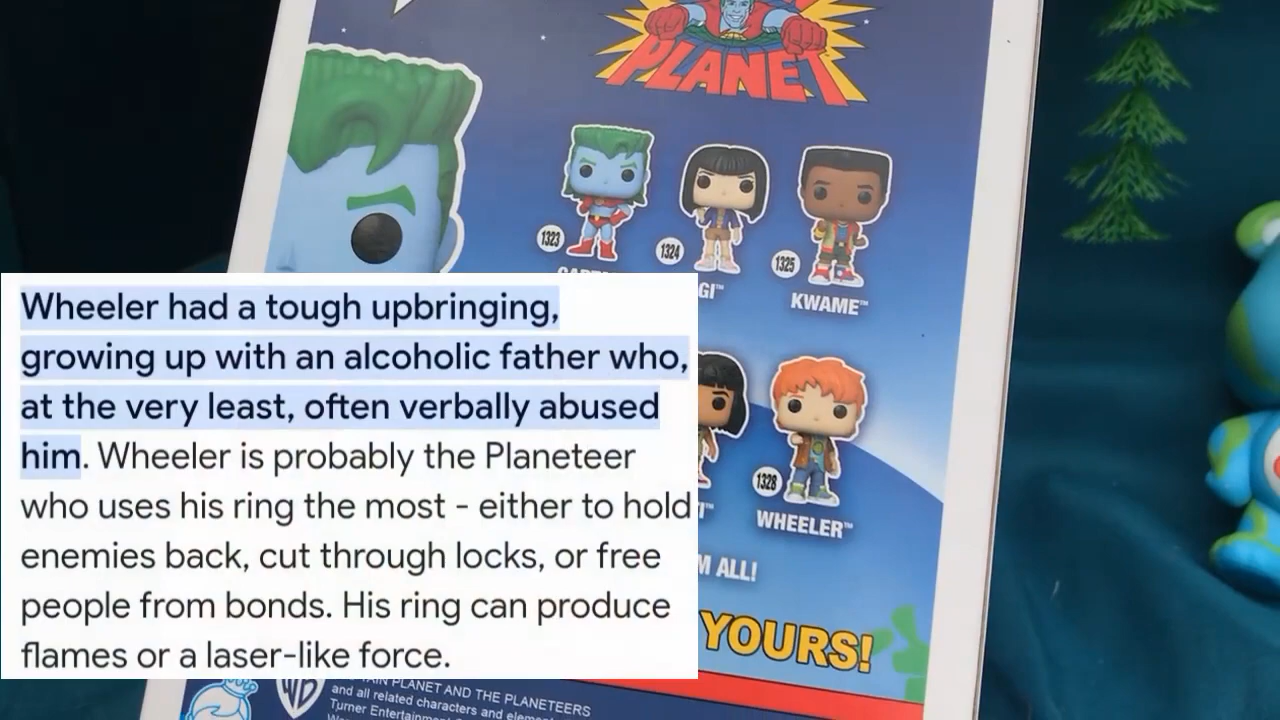 PLANET
1323
1324
1325
KWAME™
Wheeler had a tough upbringing,
growing up with an alcoholic father who,
at the very least, often verbally abused
him. Wheeler is probably the Planeteer
who uses his ring the most - either to hold
enemies back, cut through locks, or free
people from bonds. His ring can produce
flames or a laser-like force.
1328
WHEELER™
ALL!
YOURS!
WB
PLANET AND THE PLANETEERS
and all related characters and
Turner